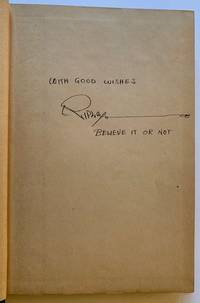 WITH GOOD WISHES
RIPLEY
BELIEVE IT OR NOT